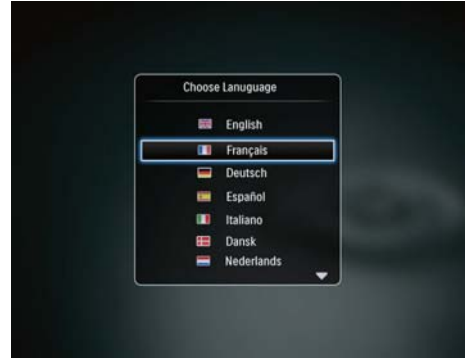 Choose Lanuguage
English
Français
Deutsch
Español
Italiano
Dansk
Nederlands